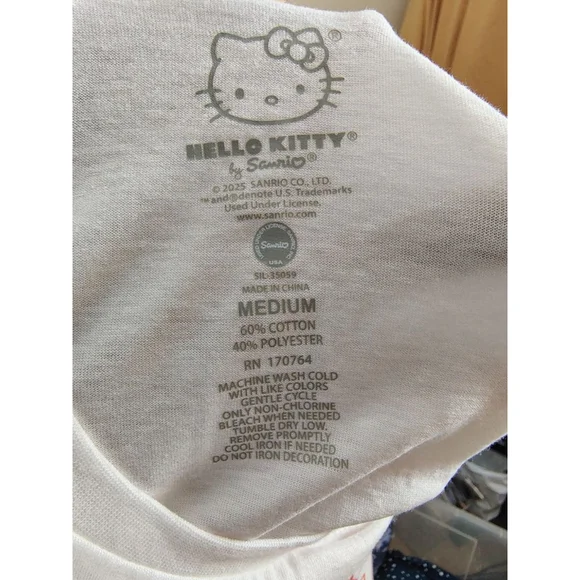 ®
HELLO KITTY®
by Sanrio®
© 2025 SANRIO CO., LTD.
™ and ® denote U.S. Trademarks
Used Under License.
www.sanrio.com
Sanrio
USA
SIL-35059
MADE IN CHINA
MEDIUM
60% COTTON
40% POLYESTER
RN 170764
MACHINE WASH COLD
WITH LIKE COLORS
GENTLE CYCLE
ONLY NON-CHLORINE
BLEACH WHEN NEEDED
TUMBLE DRY LOW.
REMOVE PROMPTLY
COOL IRON IF NEEDED
DO NOT IRON DECORATION